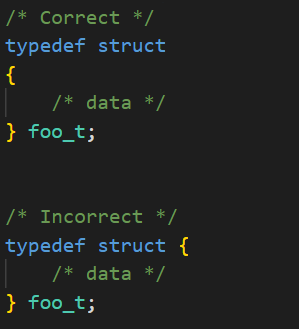 /* Correct */
typedef struct
{
    /* data */
} foo_t;
/* Incorrect */
typedef struct {
    /* data */
} foo_t;